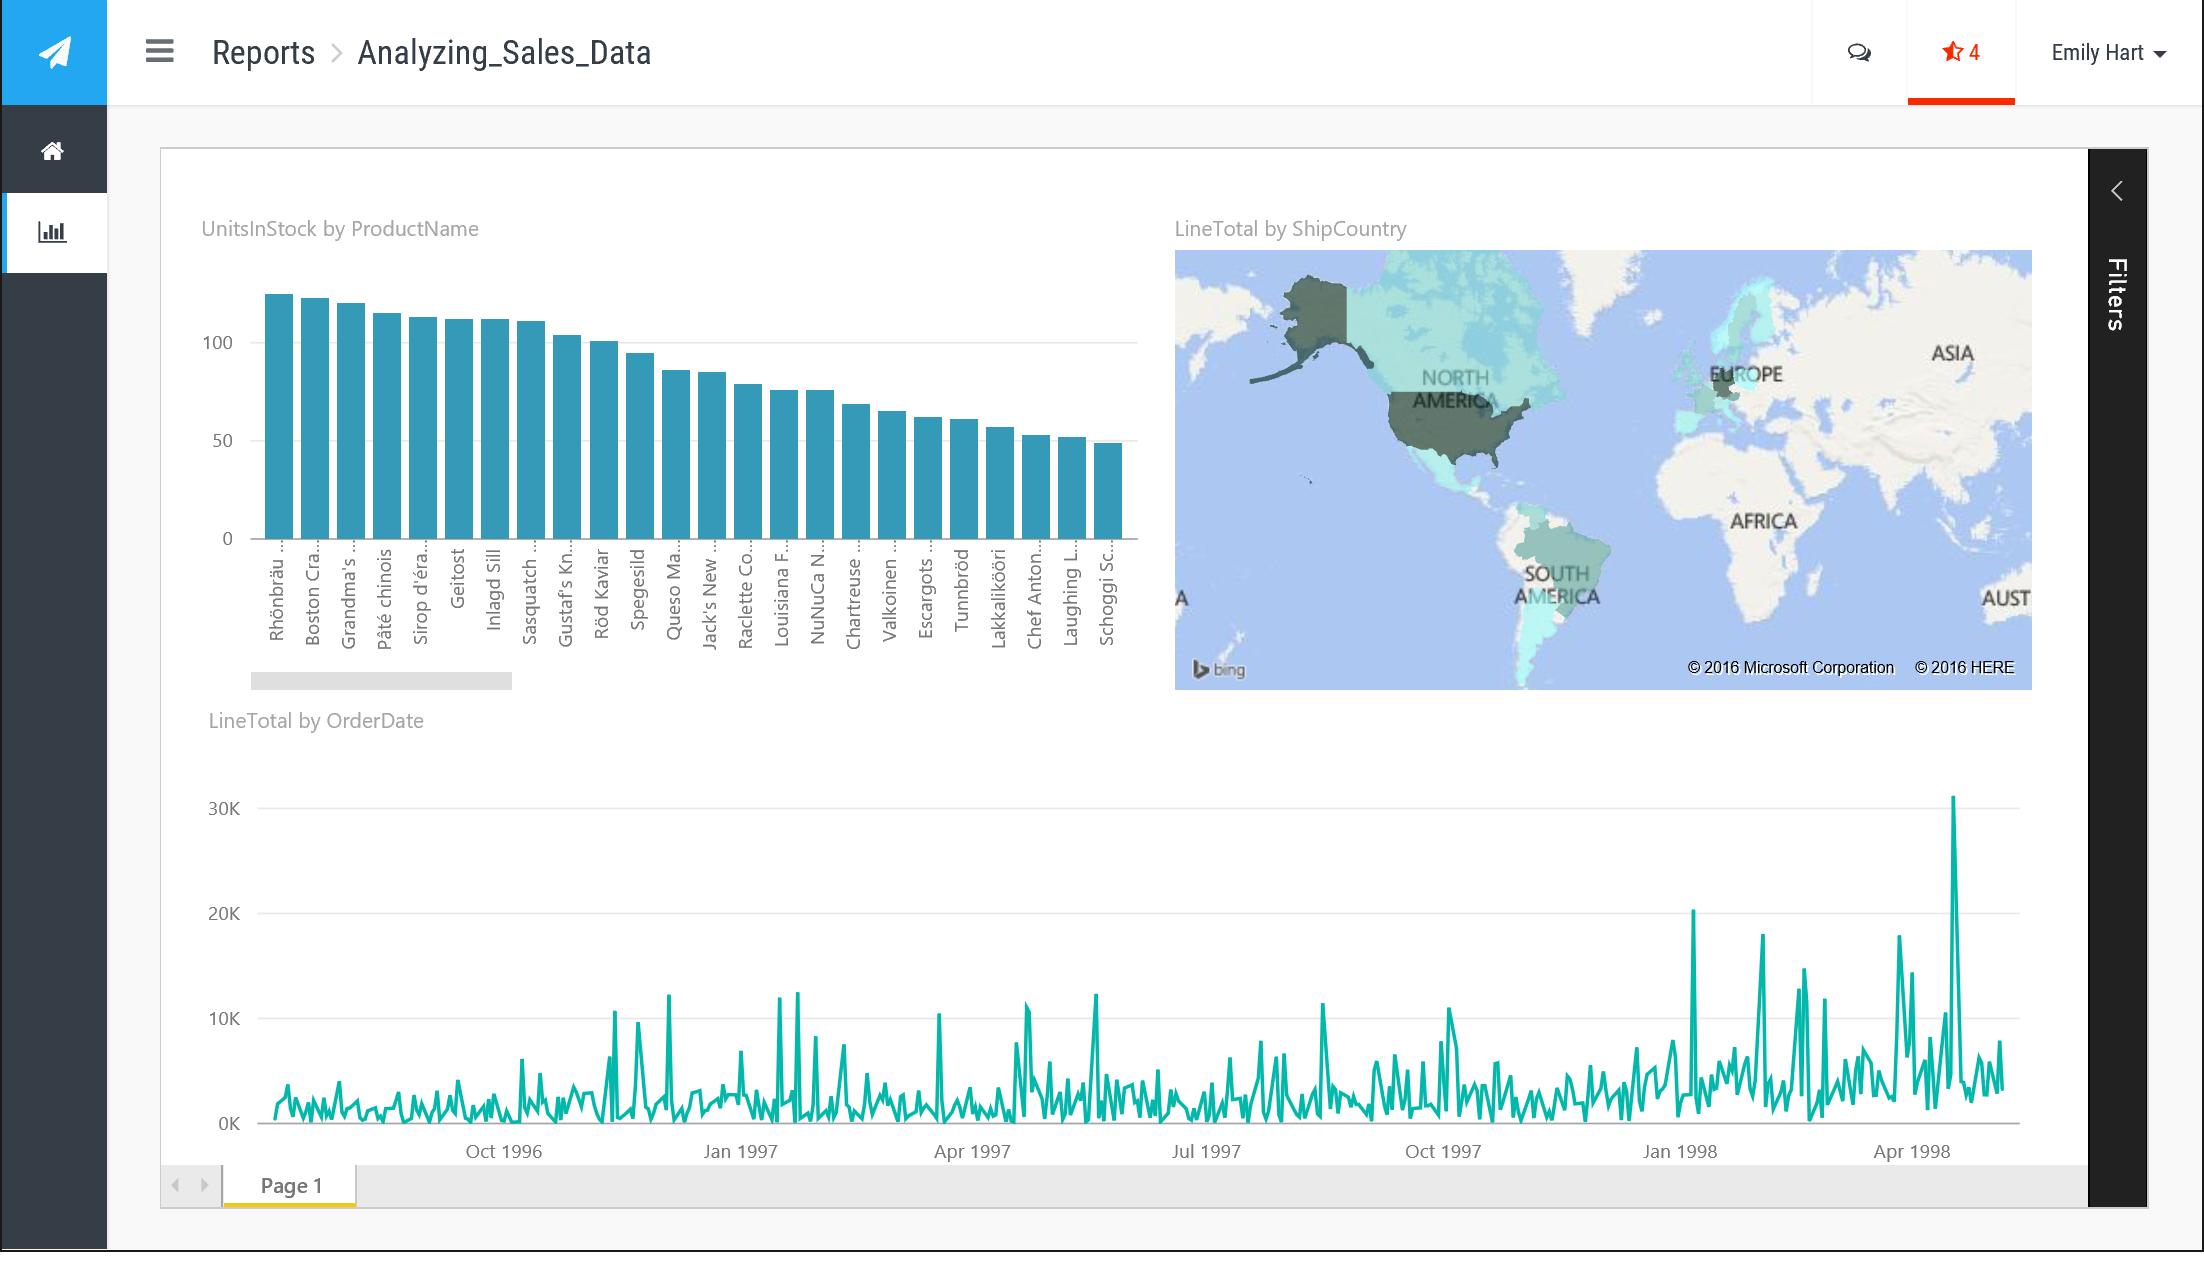 Reports > Analyzing_Sales_Data
4
Emily Hart
UnitsInStock by ProductName
100
50
0
Rhönbräu ...
Boston Cra...
Grandma's ...
Pâté chinois
Sirop d'éra...
Geitost
Inlagd Sill
Sasquatch ...
Gustaf's Kn...
Röd Kaviar
Spegesild
Queso Ma...
Jack's New ...
Raclette Co...
Louisiana F...
NuNuCa N...
Chartreuse ...
Valkoinen ...
Escargots ...
Tunnbröd
Lakkalikööri
Chef Anton...
Laughing L...
Schoggi Sc...
LineTotal by ShipCountry
NORTH
AMERICA
EUROPE
ASIA
AFRICA
SOUTH
AMERICA
A
AUST
bing
© 2016 Microsoft Corporation © 2016 HERE
Filters
LineTotal by OrderDate
30K
20K
10K
0K
Oct 1996
Jan 1997
Apr 1997
Jul 1997
Oct 1997
Jan 1998
Apr 1998
Page 1